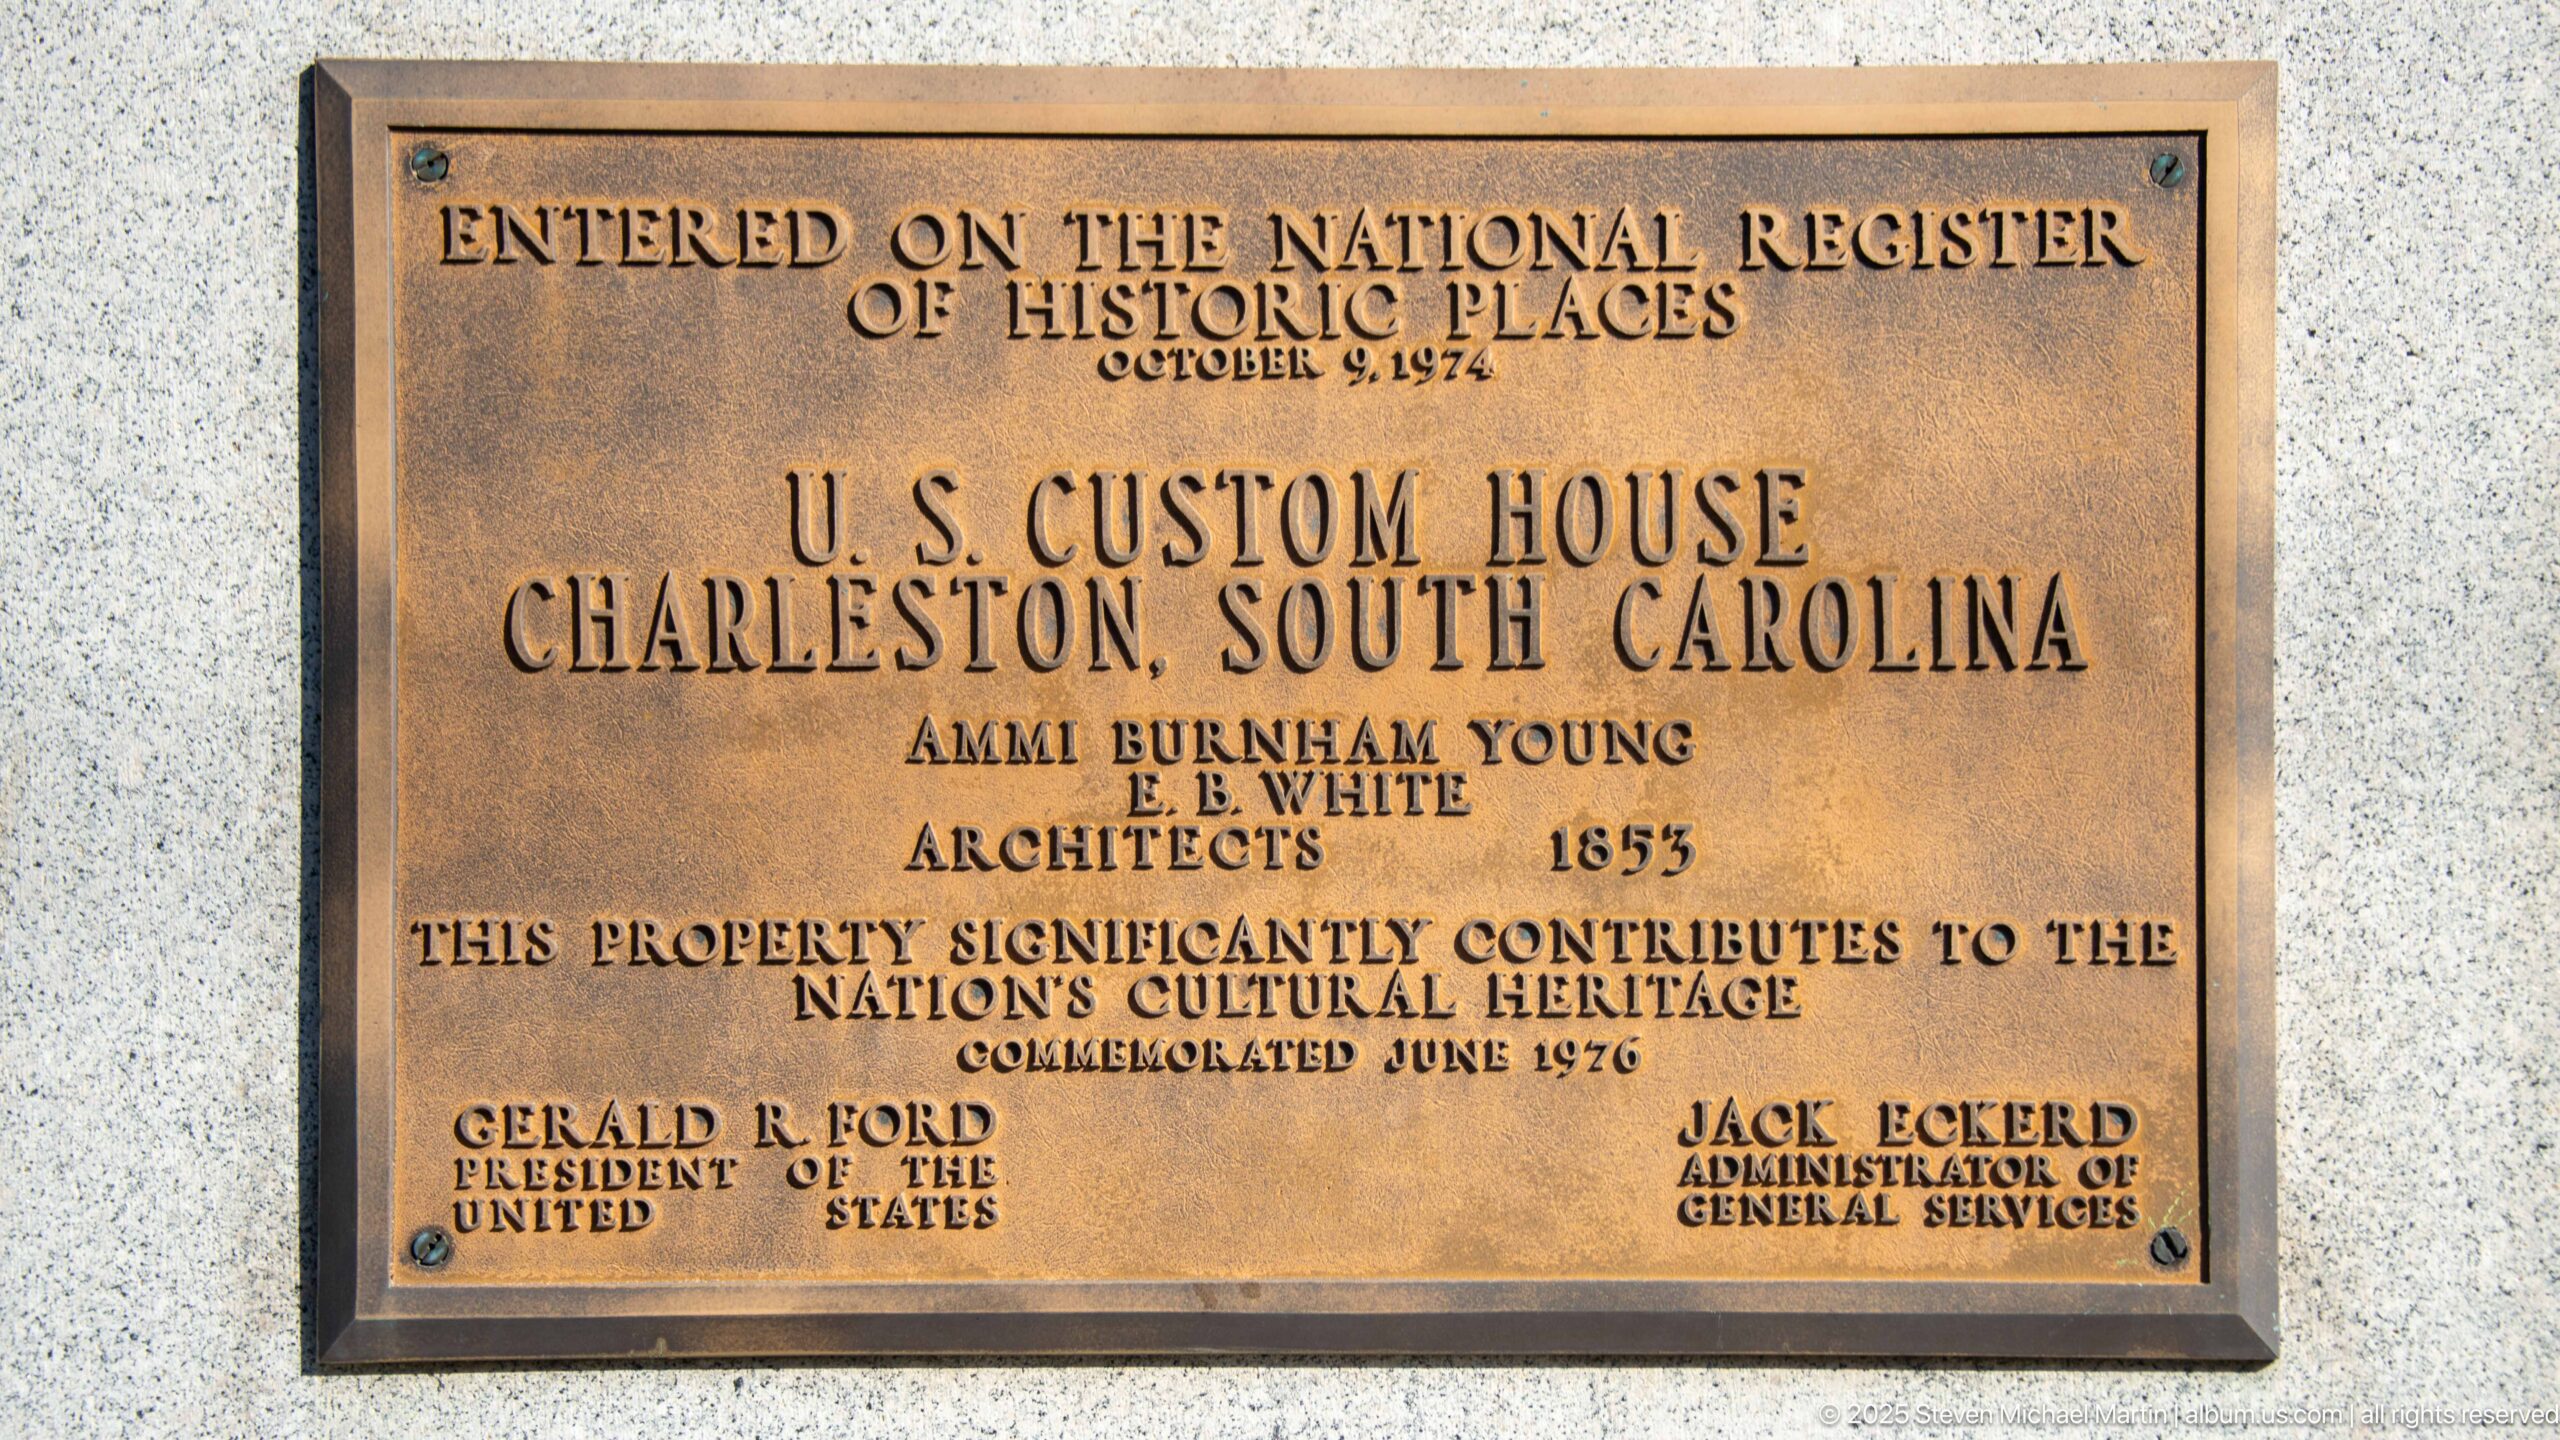 ENTERED ON THE NATIONAL REGISTER
OF HISTORIC PLACES
OCTOBER 9, 1974
U. S. CUSTOM HOUSE
CHARLESTON, SOUTH CAROLINA
AMMI BURNHAM YOUNG
E. B. WHITE
ARCHITECTS 1853
THIS PROPERTY SIGNIFICANTLY CONTRIBUTES TO THE
NATION'S CULTURAL HERITAGE
COMMEMORATED JUNE 1976
GERALD R. FORD
PRESIDENT OF THE
UNITED STATES
JACK ECKERD
ADMINISTRATOR OF
GENERAL SERVICES
© 2025 Steven Michael Martin | album.us.com | all rights reserved